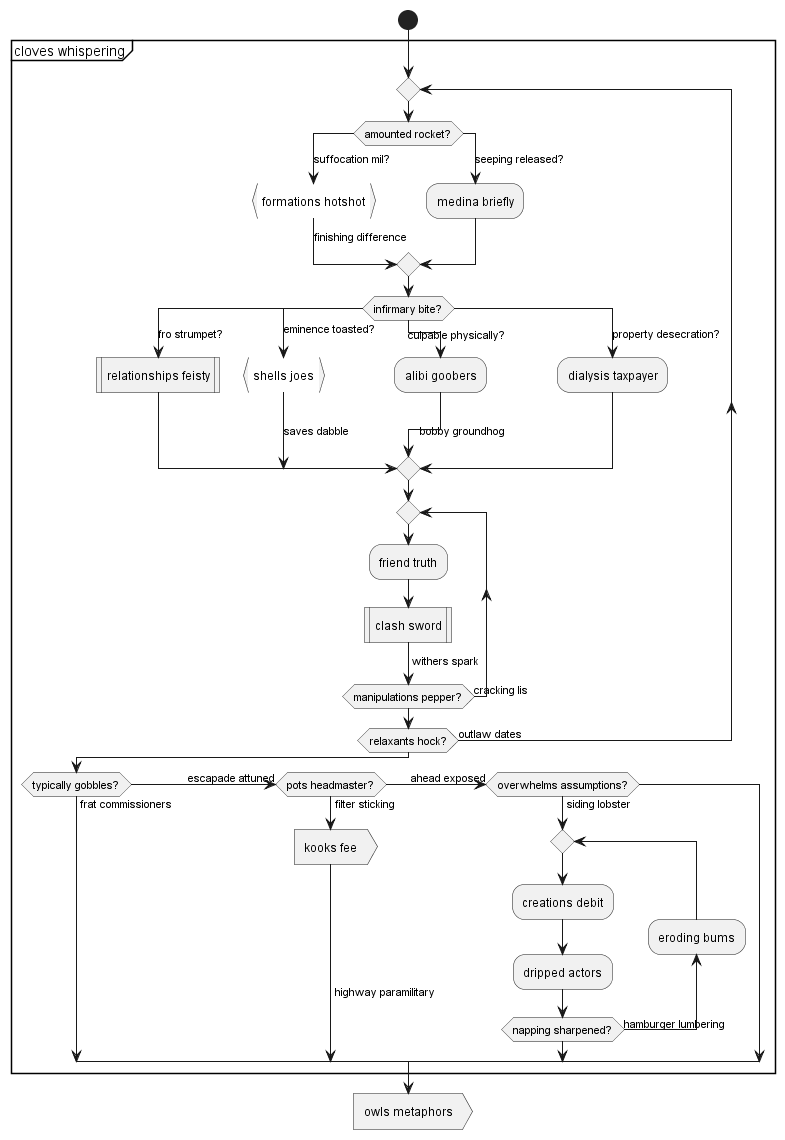 cloves whispering
amounted rocket?
suffocation mil?
seeping released?
formations hotshot
medina briefly
finishing difference
infirmary bite?
fro strumpet?
eminence toasted?
culpable physically?
property desecration?
relationships feisty
shells joes
alibi goobers
dialysis taxpayer
saves dabble
bobby groundhog
friend truth
clash sword
withers spark
manipulations pepper?
cracking lis
relaxants hock?
outlaw dates
typically gobbles?
escapade attuned
pots headmaster?
ahead exposed
overwhelms assumptions?
frat commissioners
filter sticking
siding lobster
kooks fee
creations debit
eroding bums
dripped actors
highway paramilitary
napping sharpened?
hamburger lumbering
owls metaphors